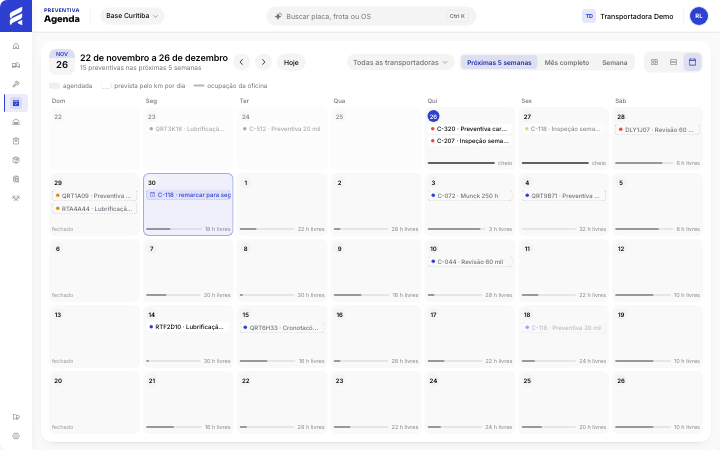 PREVENTIVA
Agenda
Base Curitiba
Buscar placa, frota ou OS
Ctrl K
TD
Transportadora Demo
RL
NOV
26
22 de novembro a 26 de dezembro
15 preventivas nas próximas 5 semanas
Hoje
Todas as transportadoras
Próximas 5 semanas
Mês completo
Semana
agendada
prevista pelo km por dia
ocupação da oficina
Dom
Seg
Ter
Qua
Qui
Sex
Sáb
22
23
QRT3K18 · Lubrificaçã...
24
C-512 · Preventiva 20 mil
25
26
C-320 · Preventiva car...
C-207 · Inspeção sema...
cheio
27
C-118 · Inspeção sema...
cheio
28
DLY1J07 · Revisão 60 ...
6 h livres
29
QRT1A09 · Preventiva ...
RTA4A44 · Lubrificaçã...
fechado
30
C-118 · remarcar para seg
18 h livres
1
22 h livres
2
26 h livres
3
C-072 · Munck 250 h
3 h livres
4
QRT9B71 · Preventiva ...
32 h livres
5
8 h livres
6
fechado
7
20 h livres
8
30 h livres
9
16 h livres
10
C-044 · Revisão 60 mil
28 h livres
11
22 h livres
12
10 h livres
13
fechado
14
RTF2D10 · Lubrificaçã...
30 h livres
15
QRT6H33 · Cronotacó...
16 h livres
16
26 h livres
17
22 h livres
18
C-118 · Preventiva 20 mil
24 h livres
19
10 h livres
20
fechado
21
16 h livres
22
26 h livres
23
22 h livres
24
24 h livres
25
20 h livres
26
10 h livres